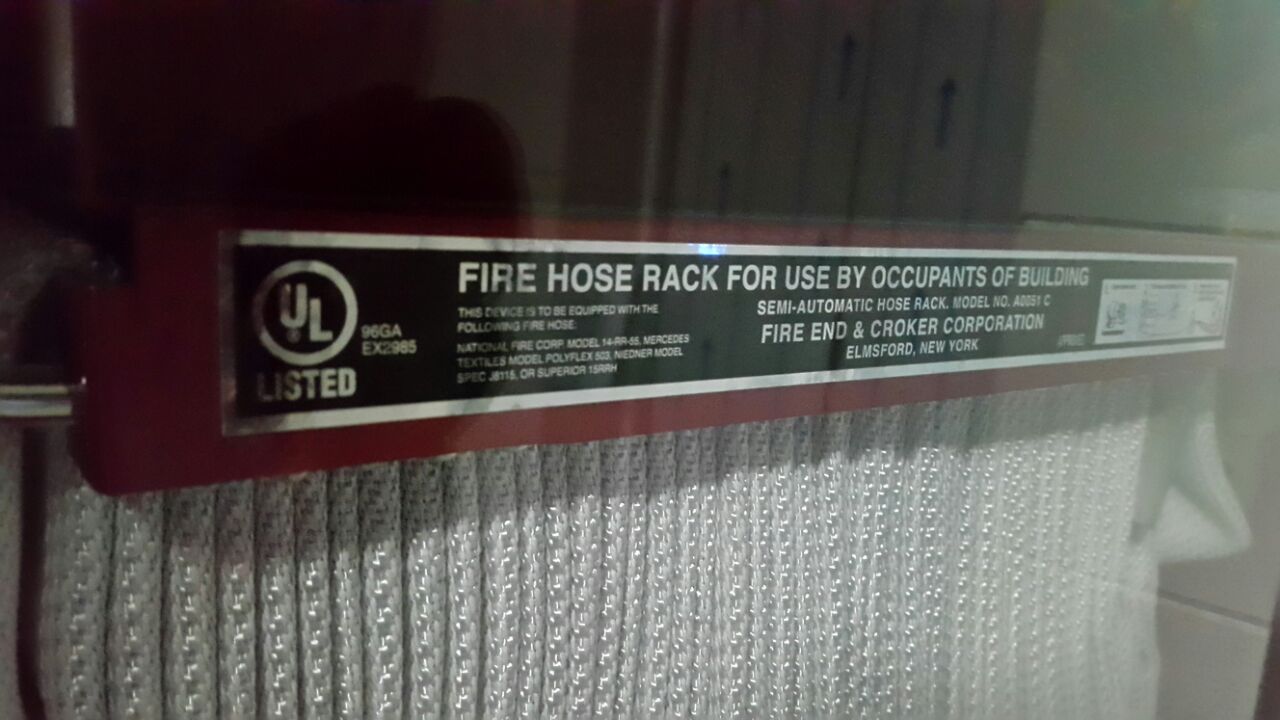 UL
LISTED
96GA
EX2985
FIRE HOSE RACK FOR USE BY OCCUPANTS OF BUILDING
THIS DEVICE IS TO BE EQUIPPED WITH THE
FOLLOWING FIRE HOSE:
NATIONAL FIRE CORP. MODEL 14-RR-55, MERCEDES
TEXTILES MODEL POLYFLEX 503, NIEDNER MODEL
SPEC J8115, OR SUPERIOR 15RRH
SEMI-AUTOMATIC HOSE RACK. MODEL NO. A0051 C
FIRE END & CROKER CORPORATION
ELMSFORD, NEW YORK